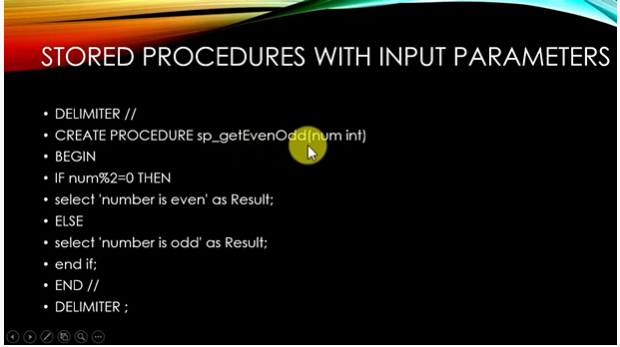 STORED PROCEDURES WITH INPUT PARAMETERS
• DELIMITER //
• CREATE PROCEDURE sp_getEvenOdd(num int)
• BEGIN
• IF num%2=0 THEN
• select 'number is even' as Result;
• ELSE
• select 'number is odd' as Result;
• end if;
• END //
• DELIMITER ;